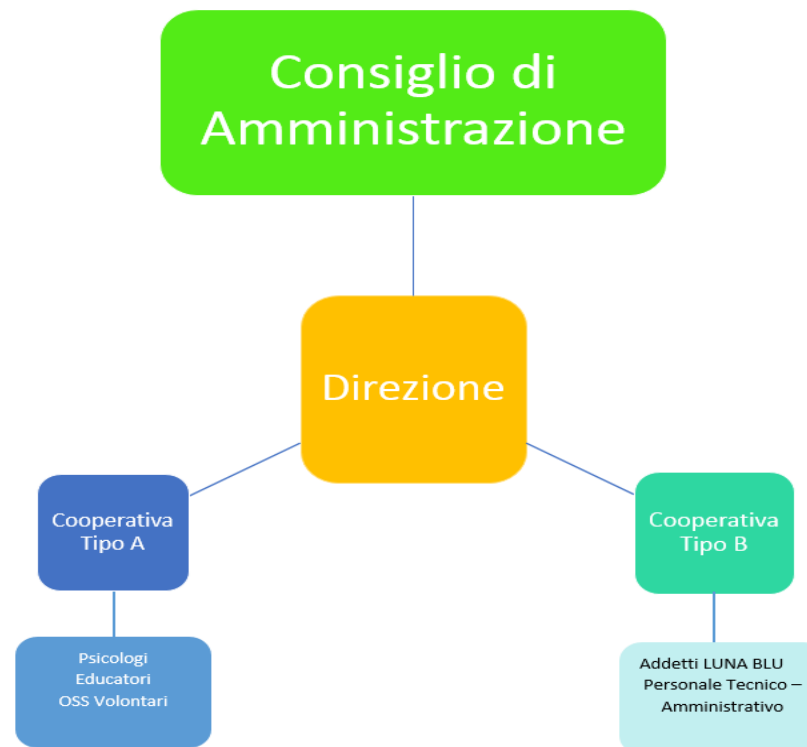 Consiglio di
Amministrazione
Direzione
Cooperativa
Tipo A
Cooperativa
Tipo B
Psicologi
Educatori
OSS Volontari
Addetti LUNA BLU
Personale Tecnico –
Amministrativo